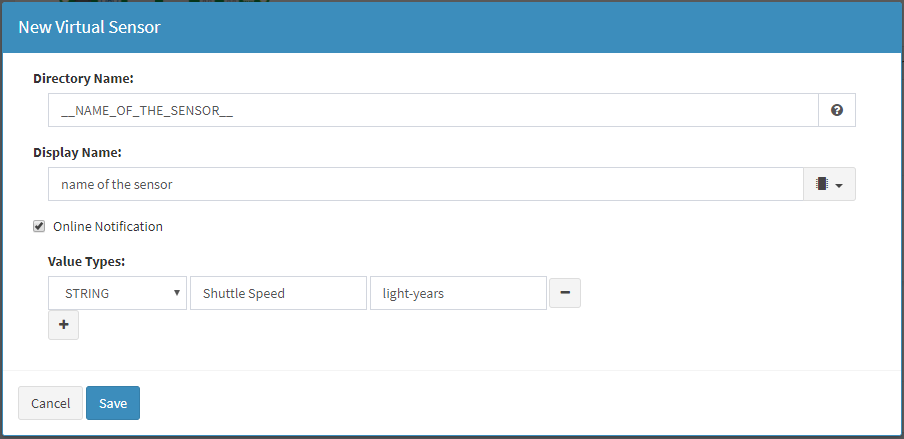 New Virtual Sensor
Directory Name:
__NAME_OF_THE_SENSOR__
Display Name:
name of the sensor
Online Notification
Value Types:
STRING Shuttle Speed light-years
Cancel Save